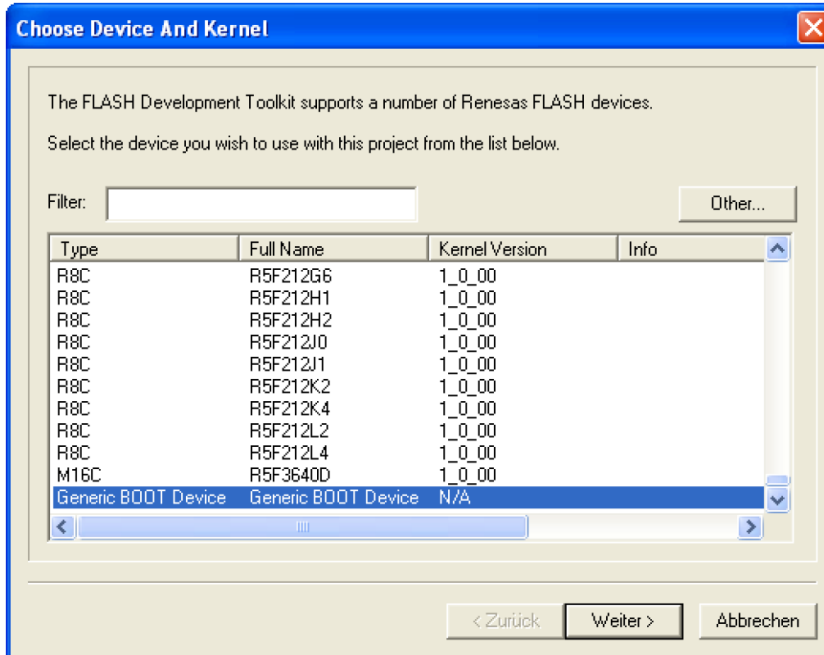 Choose Device And Kernel
The FLASH Development Toolkit supports a number of Renesas FLASH devices.
Select the device you wish to use with this project from the list below.
Filter: Other...
Type Full Name Kernel Version Info
R8C R5F212G6 1_0_00
R8C R5F212H1 1_0_00
R8C R5F212H2 1_0_00
R8C R5F212J0 1_0_00
R8C R5F212J1 1_0_00
R8C R5F212K2 1_0_00
R8C R5F212K4 1_0_00
R8C R5F212L2 1_0_00
R8C R5F212L4 1_0_00
M16C R5F3640D 1_0_00
Generic BOOT Device Generic BOOT Device N/A
< Zurück Weiter > Abbrechen